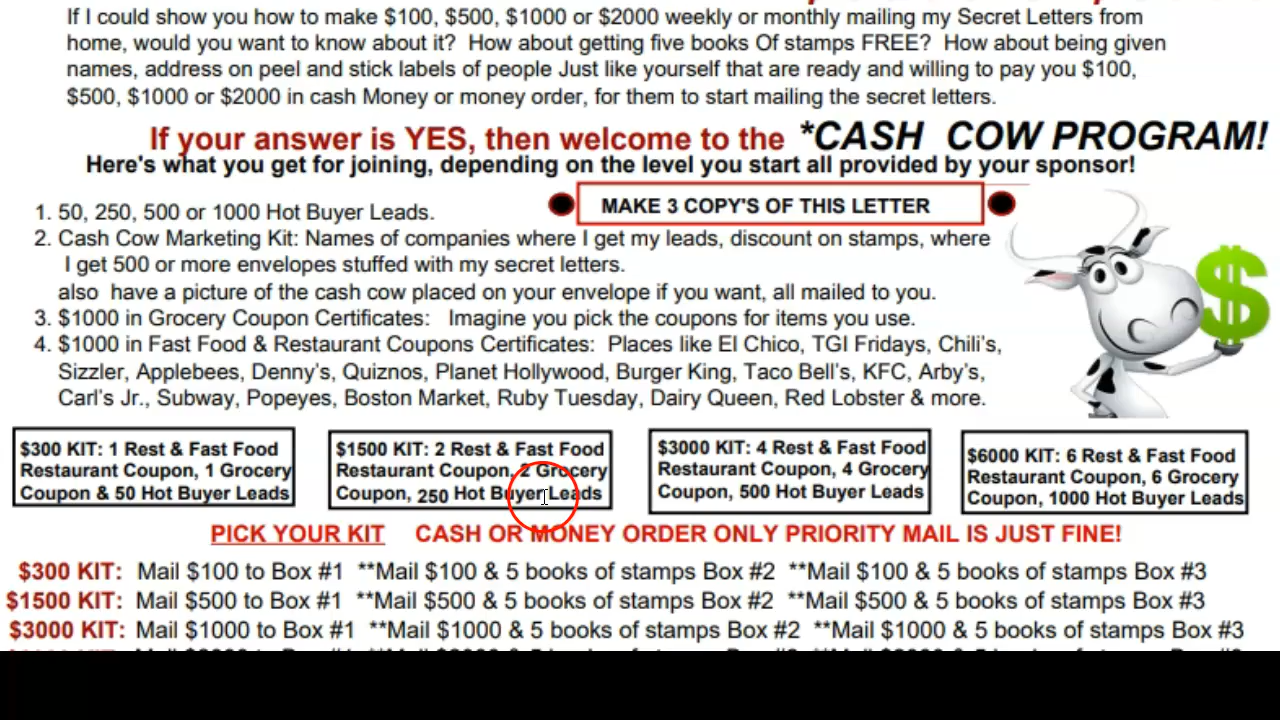 If I could show you how to make $100, $500, $1000 or $2000 weekly or monthly mailing my Secret Letters from
home, would you want to know about it?  How about getting five books Of stamps FREE?  How about being given
names, address on peel and stick labels of people Just like yourself that are ready and willing to pay you $100,
$500, $1000 or $2000 in cash Money or money order, for them to start mailing the secret letters.
If your answer is YES, then welcome to the *CASH COW PROGRAM!
Here's what you get for joining, depending on the level you start all provided by your sponsor!
MAKE 3 COPY'S OF THIS LETTER
1. 50, 250, 500 or 1000 Hot Buyer Leads.
2. Cash Cow Marketing Kit: Names of companies where I get my leads, discount on stamps, where
I get 500 or more envelopes stuffed with my secret letters.
also have a picture of the cash cow placed on your envelope if you want, all mailed to you.
3. $1000 in Grocery Coupon Certificates: Imagine you pick the coupons for items you use.
4. $1000 in Fast Food & Restaurant Coupons Certificates: Places like El Chico, TGI Fridays, Chili's,
Sizzler, Applebees, Denny's, Quiznos, Planet Hollywood, Burger King, Taco Bell's, KFC, Arby's,
Carl's Jr., Subway, Popeyes, Boston Market, Ruby Tuesday, Dairy Queen, Red Lobster & more.
$
$300 KIT: 1 Rest & Fast Food
Restaurant Coupon, 1 Grocery
Coupon & 50 Hot Buyer Leads
$1500 KIT: 2 Rest & Fast Food
Restaurant Coupon, 2 Grocery
Coupon, 250 Hot Buyer Leads
$3000 KIT: 4 Rest & Fast Food
Restaurant Coupon, 4 Grocery
Coupon, 500 Hot Buyer Leads
$6000 KIT: 6 Rest & Fast Food
Restaurant Coupon, 6 Grocery
Coupon, 1000 Hot Buyer Leads
PICK YOUR KIT CASH OR MONEY ORDER ONLY PRIORITY MAIL IS JUST FINE!
$300 KIT: Mail $100 to Box #1 **Mail $100 & 5 books of stamps Box #2 **Mail $100 & 5 books of stamps Box #3
$1500 KIT: Mail $500 to Box #1 **Mail $500 & 5 books of stamps Box #2 **Mail $500 & 5 books of stamps Box #3
$3000 KIT: Mail $1000 to Box #1 **Mail $1000 & 5 books of stamps Box #2 **Mail $1000 & 5 books of stamps Box #3